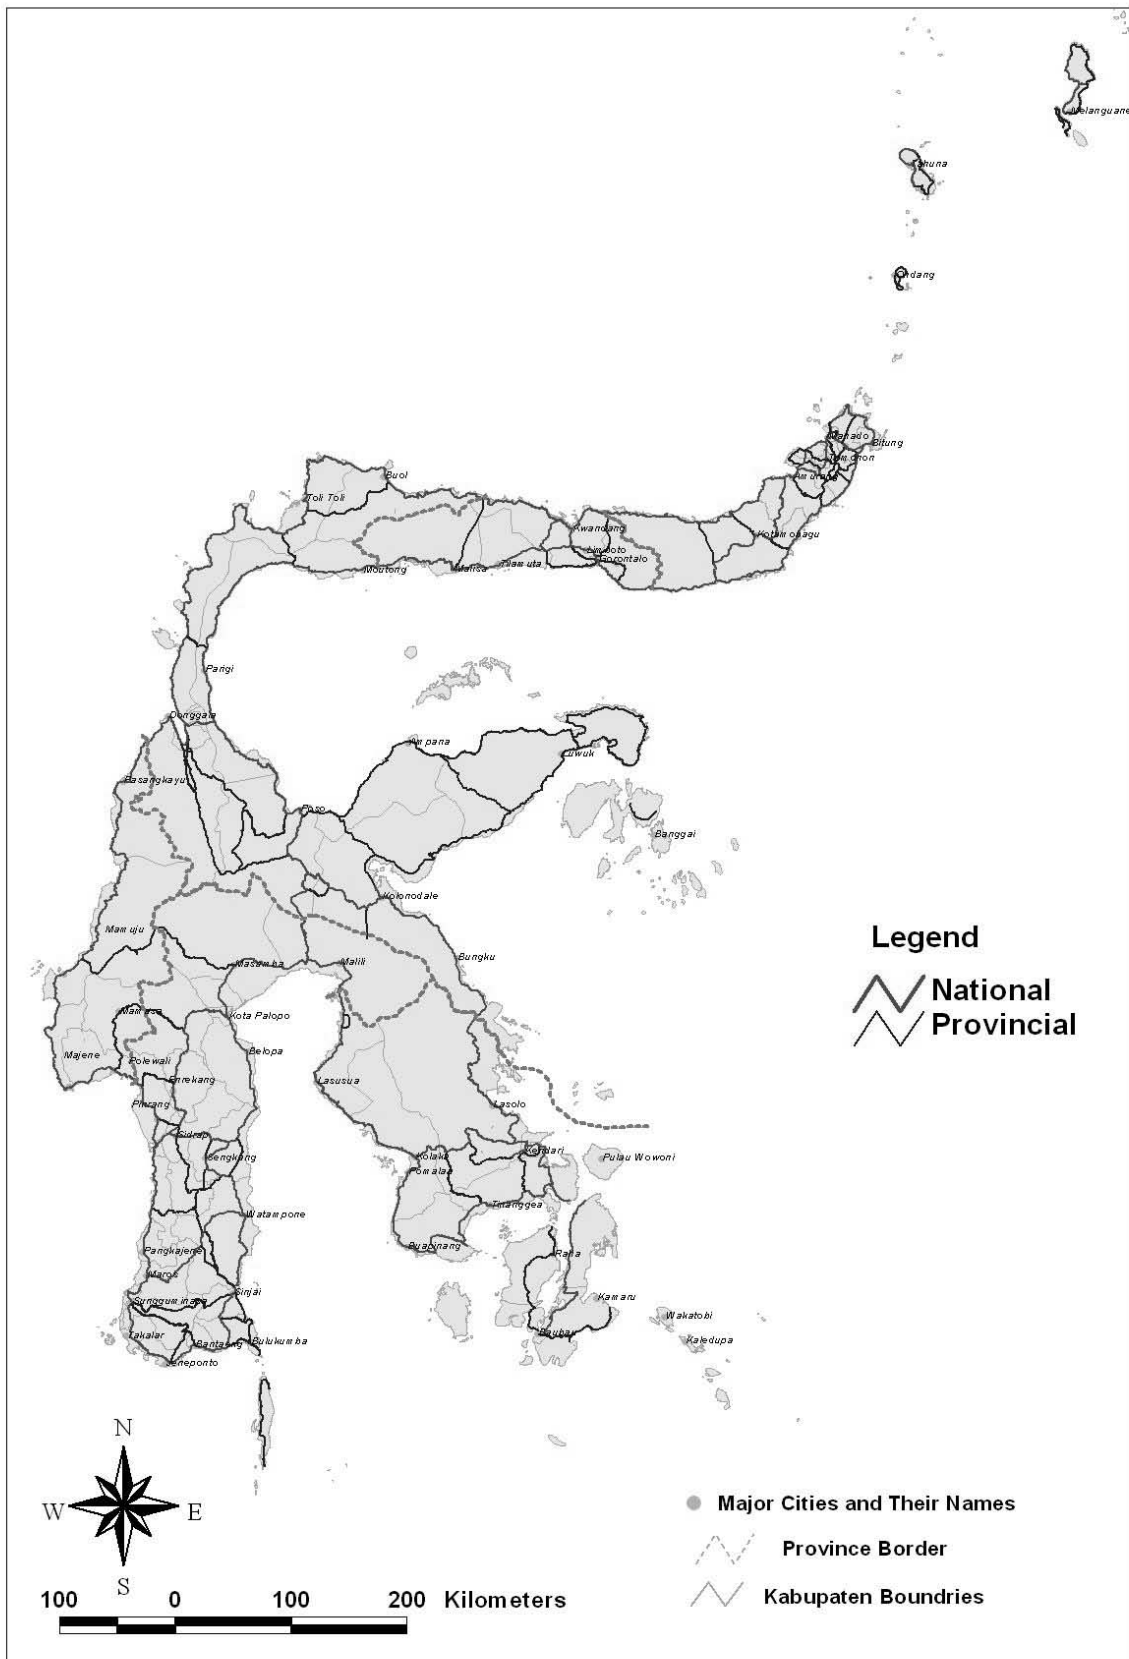 Melanguane
Tahuna
Ondang
Manado
Bitung
Tomohon
Amurang
Buol
Toli Toli
Kwandang
Kotamobagu
Limboto
Gorontalo
Tilamuta
Moutong
Malisa
Parigi
Donggala
Ampana
Luwuk
Basangkayu
Poso
Banggai
Kolonodale
Mamuju
Legend
Bungku
Masamba
Malili
National
Provincial
Mamasa
Kota Palopo
Majene
Polewali
Belopa
Enrekang
Lasusua
Pinrang
Lasolo
Sidrap
Sengkang
Kolaka
Kendari
Pulau Wowoni
Pomalaa
Tinanggea
Watampone
Buapinang
Raha
Pangkajene
Maros
Sinjai
Sungguminasa
Kamaru
Wakatobi
Takalar
Bantaeng
Bulukumba
Baubau
Kaledupa
Jeneponto
N
W
E
S
Major Cities and Their Names
Province Border
Kabupaten Boundries
100 0 100 200 Kilometers